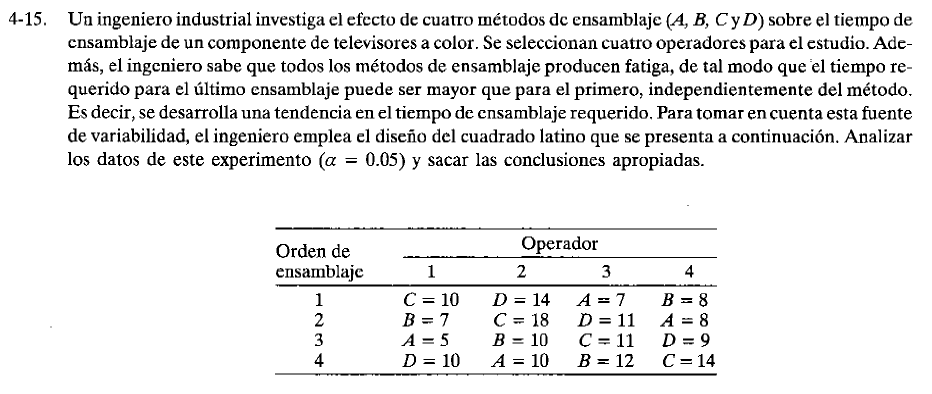 4-15. Un ingeniero industrial investiga el efecto de cuatro métodos de ensamblaje (A, B, C y D) sobre el tiempo de
ensamblaje de un componente de televisores a color. Se seleccionan cuatro operadores para el estudio. Ade-
más, el ingeniero sabe que todos los métodos de ensamblaje producen fatiga, de tal modo que el tiempo re-
querido para el último ensamblaje puede ser mayor que para el primero, independientemente del método.
Es decir, se desarrolla una tendencia en el tiempo de ensamblaje requerido. Para tomar en cuenta esta fuente
de variabilidad, el ingeniero emplea el diseño del cuadrado latino que se presenta a continuación. Analizar
los datos de este experimento (α = 0.05) y sacar las conclusiones apropiadas.
Orden de Operador
ensamblaje 1 2 3 4
1 C = 10 D = 14 A = 7 B = 8
2 B = 7 C = 18 D = 11 A = 8
3 A = 5 B = 10 C = 11 D = 9
4 D = 10 A = 10 B = 12 C = 14